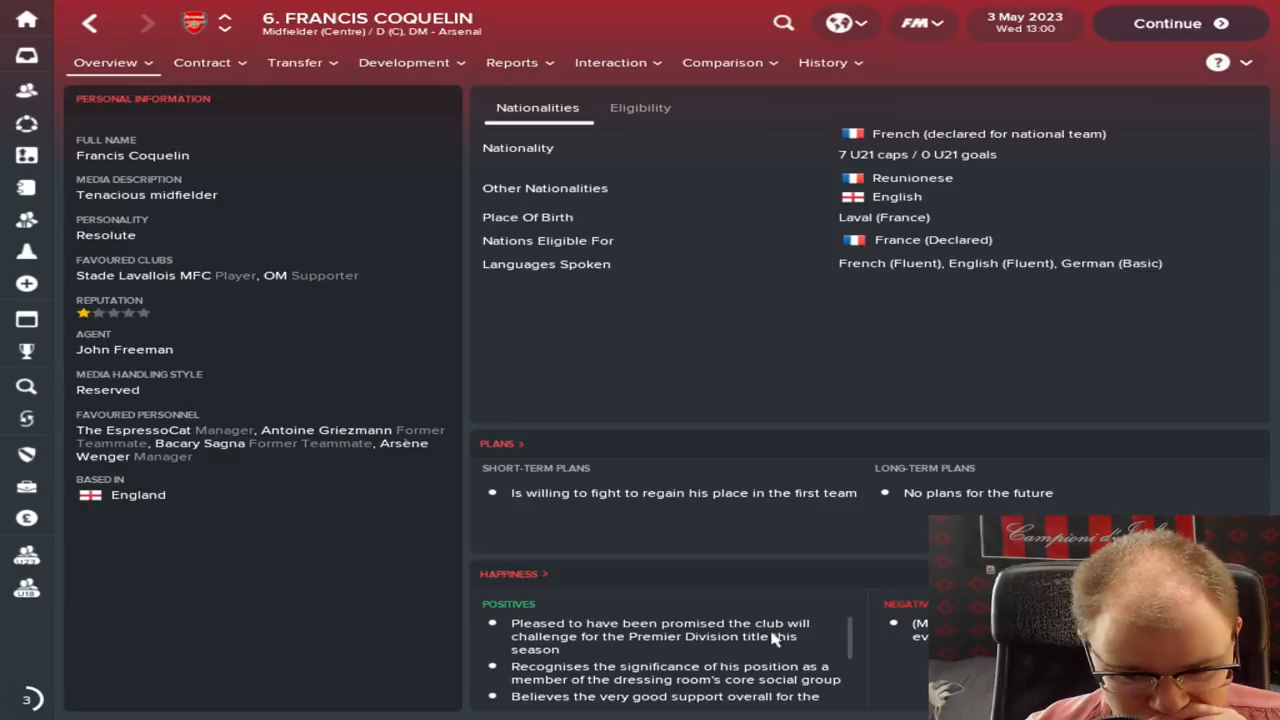 6. FRANCIS COQUELIN
Midfielder (Centre) / D (C), DM - Arsenal
FM
3 May 2023
Wed 13:00
Continue
Overview
Contract
Transfer
Development
Reports
Interaction
Comparison
History
?
PERSONAL INFORMATION
FULL NAME
Francis Coquelin
MEDIA DESCRIPTION
Tenacious midfielder
PERSONALITY
Resolute
FAVOURED CLUBS
Stade Lavallois MFC Player, OM Supporter
REPUTATION
AGENT
John Freeman
MEDIA HANDLING STYLE
Reserved
FAVOURED PERSONNEL
The EspressoCat Manager, Antoine Griezmann Former
Teammate, Bacary Sagna Former Teammate, Arsène
Wenger Manager
BASED IN
England
Nationalities
Eligibility
Nationality
French (declared for national team)
7 U21 caps / 0 U21 goals
Other Nationalities
Reunionese
English
Place Of Birth
Laval (France)
Nations Eligible For
France (Declared)
Languages Spoken
French (Fluent), English (Fluent), German (Basic)
PLANS >
SHORT-TERM PLANS
Is willing to fight to regain his place in the first team
LONG-TERM PLANS
No plans for the future
HAPPINESS >
POSITIVES
Pleased to have been promised the club will
challenge for the Premier Division title this
season
Recognises the significance of his position as a
member of the dressing room's core social group
Believes the very good support overall for the
NEGATIV
(M
ev
U23
U18
3